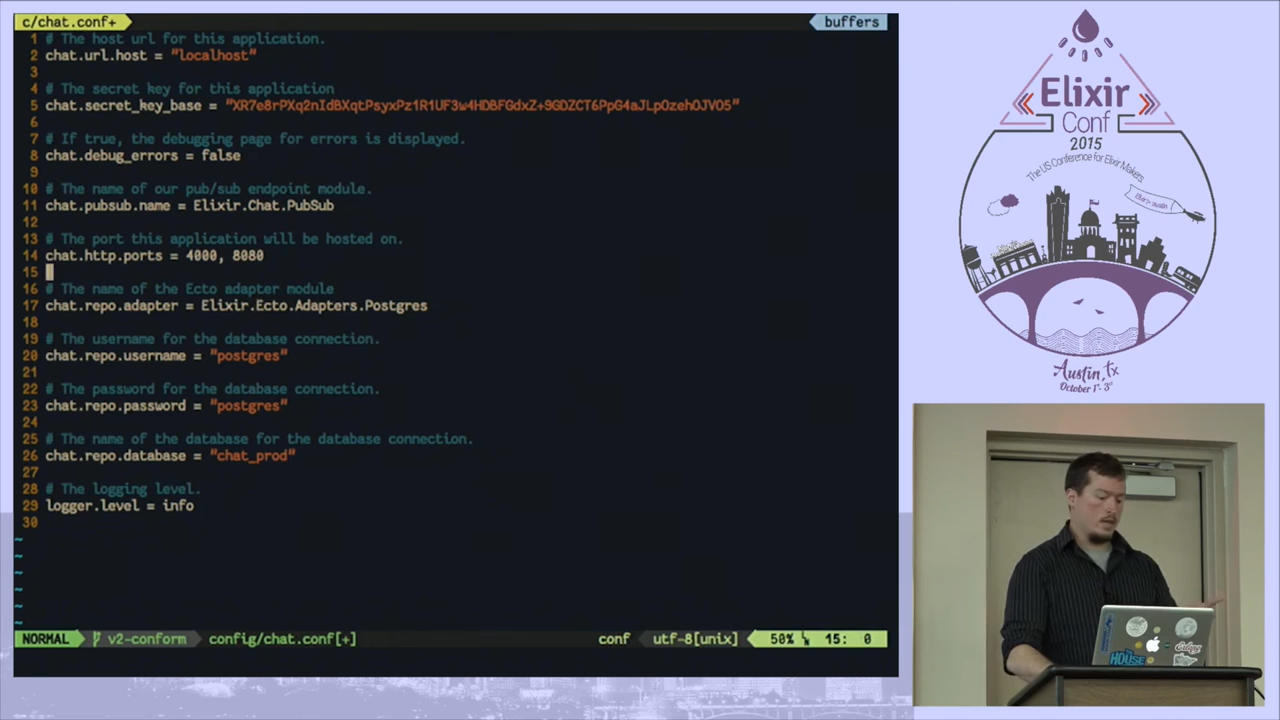 c/chat.conf+
buffers
1 # The host url for this application.
2 chat.url.host = "localhost"
3
4 # The secret key for this application
5 chat.secret_key_base = "XR7e8rPXq2nIdBXqtPsyxPz1R1UF3w4HDBFGdxZ+9GDZCT6PpG4aJLpOzehOJVO5"
6
7 # If true, the debugging page for errors is displayed.
8 chat.debug_errors = false
9
10 # The name of our pub/sub endpoint module.
11 chat.pubsub.name = Elixir.Chat.PubSub
12
13 # The port this application will be hosted on.
14 chat.http.ports = 4000, 8080
15
16 # The name of the Ecto adapter module
17 chat.repo.adapter = Elixir.Ecto.Adapters.Postgres
18
19 # The username for the database connection.
20 chat.repo.username = "postgres"
21
22 # The password for the database connection.
23 chat.repo.password = "postgres"
24
25 # The name of the database for the database connection.
26 chat.repo.database = "chat_prod"
27
28 # The logging level.
29 logger.level = info
30
~
~
~
~
~
~
NORMAL v2-conform config/chat.conf[+] conf utf-8[unix] 50% 15: 0
Elixir
Conf
2015
The US Conference for Elixir Makers
Austin, Tx
October 1st - 3rd
HOUSE